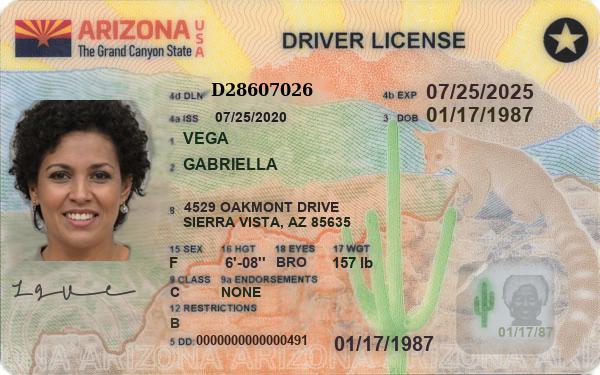 ARIZONA USA
The Grand Canyon State
DRIVER LICENSE
4d DLN D28607026
4b EXP 07/25/2025
4a ISS 07/25/2020
3 DOB 01/17/1987
1 VEGA
2 GABRIELLA
8 4529 OAKMONT DRIVE
SIERRA VISTA, AZ 85635
15 SEX 16 HGT 18 EYES 17 WGT
F 6'-08" BRO 157 lb
9 CLASS 9a ENDORSEMENTS
C NONE
12 RESTRICTIONS
B
5 DD: 0000000000000491
01/17/1987
01/17/87
ARIZONA ARIZONA ARIZONA ARIZONA